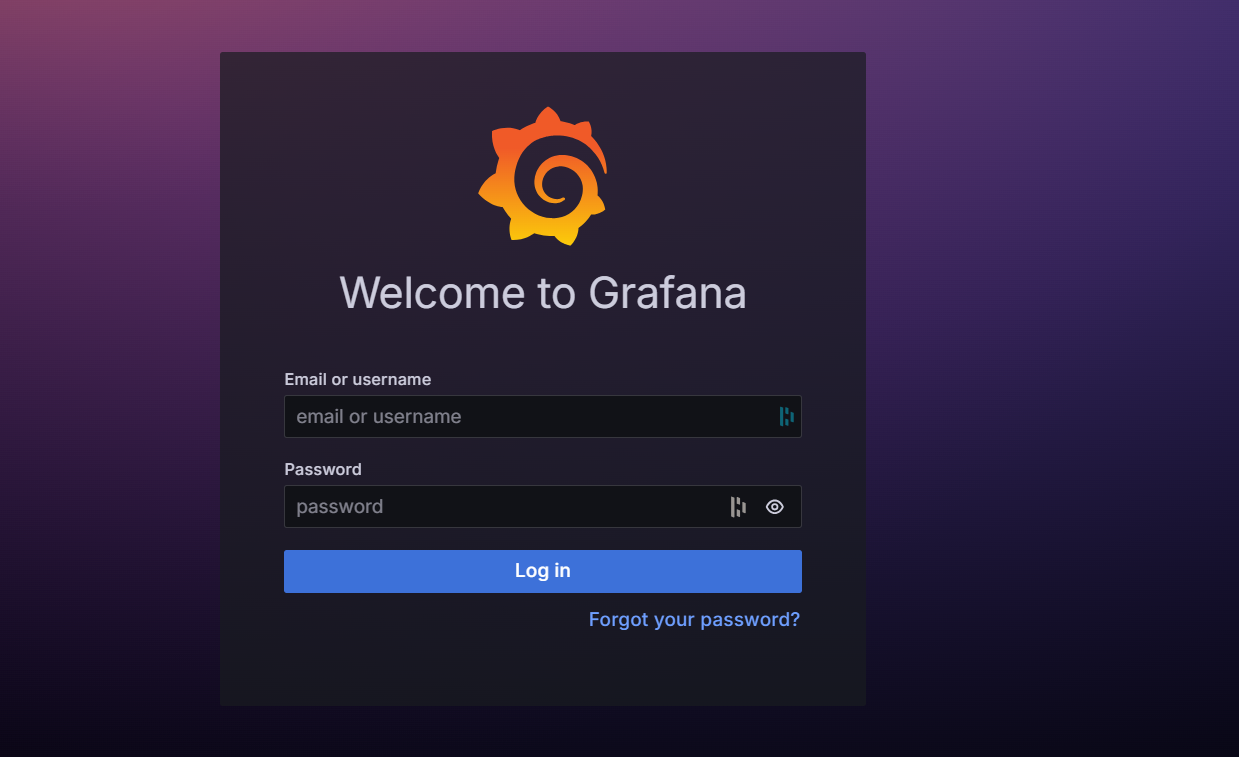 Welcome to Grafana
Email or username
email or username
Password
password
Log in
Forgot your password?